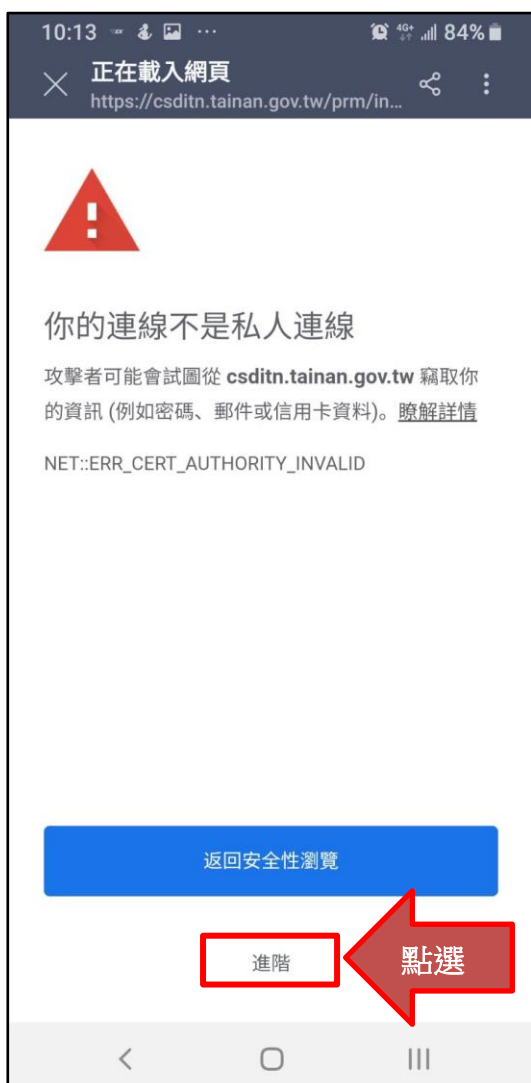 10:13 ... 4G+ 84%
正在載入網頁
https://csditn.tainan.gov.tw/prm/in...
你的連線不是私人連線
攻擊者可能會試圖從 csditn.tainan.gov.tw 竊取你
的資訊 (例如密碼、郵件或信用卡資料)。瞭解詳情
NET::ERR_CERT_AUTHORITY_INVALID
返回安全性瀏覽
進階
點選